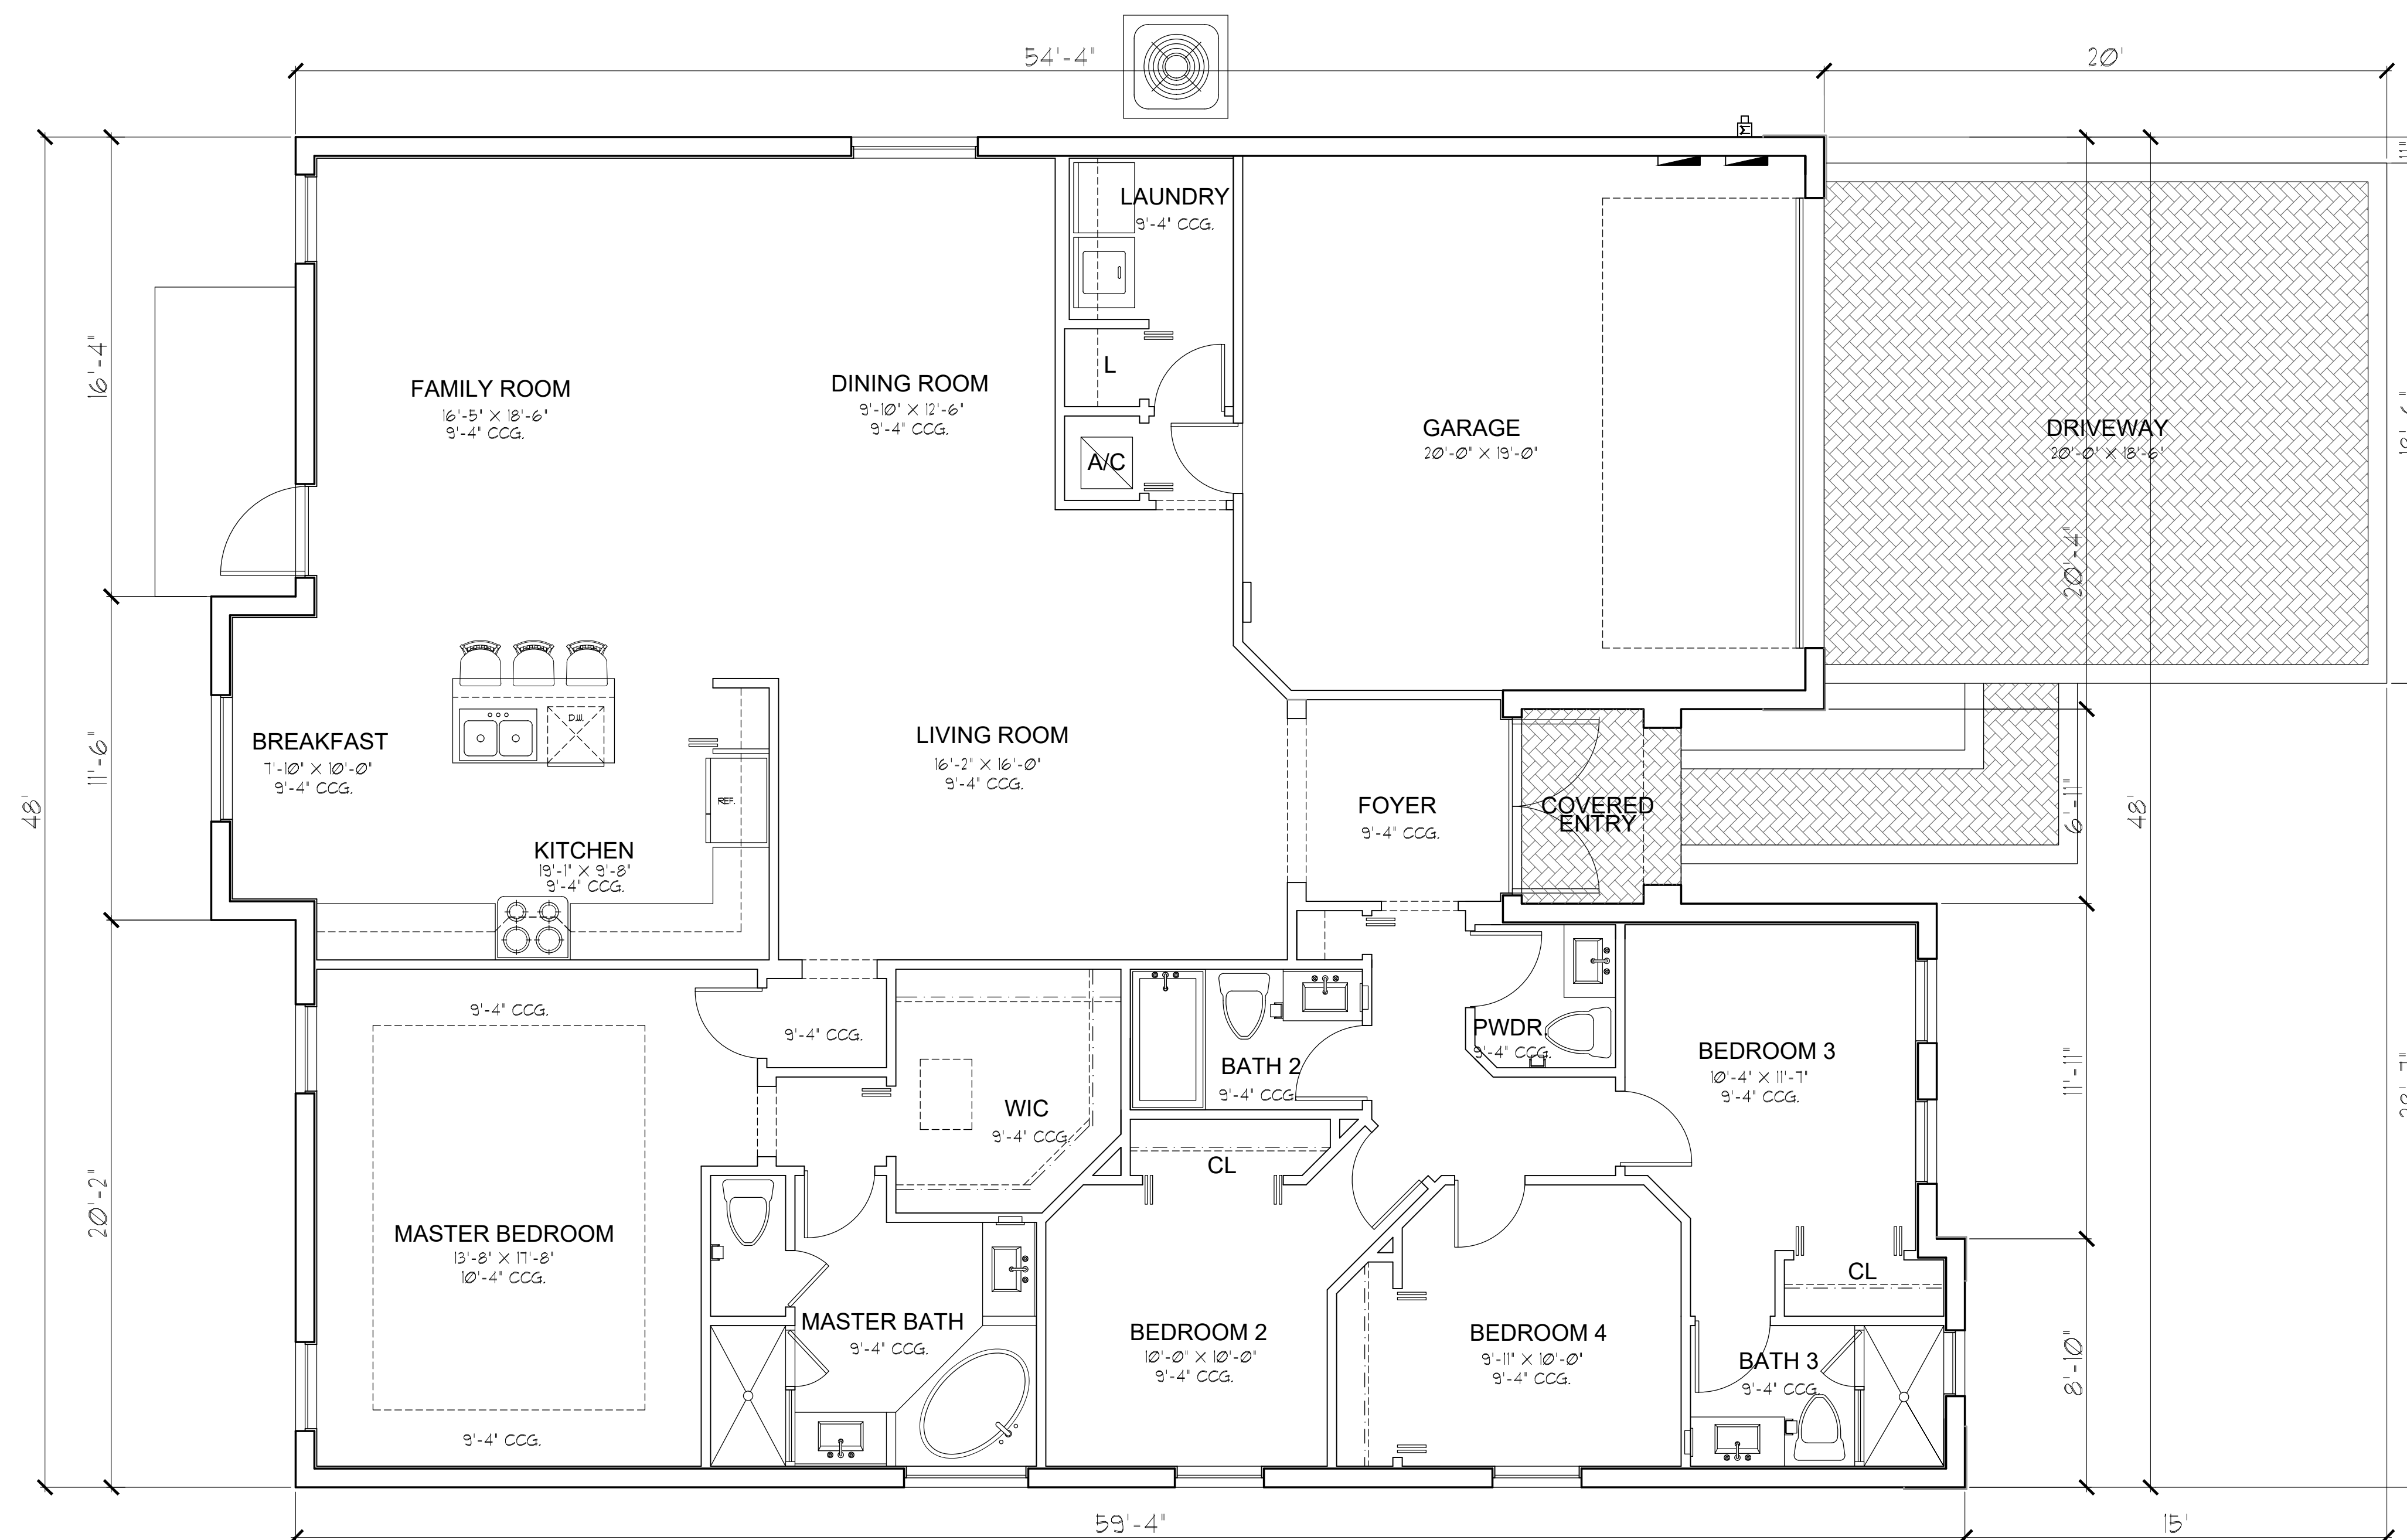 54'-4"
20'
11"
LAUNDRY
9'-4" CCG.
L
A/C
FAMILY ROOM
16'-5" X 18'-6"
9'-4" CCG.
DINING ROOM
9'-10" X 12'-6"
9'-4" CCG.
GARAGE
20'-0" X 19'-0"
DRIVEWAY
20'-0" X 18'-6"
16'-4"
20'-4"
D.W.
BREAKFAST
7'-10" X 10'-0"
9'-4" CCG.
11'-6"
48'
REF.
KITCHEN
19'-1" X 9'-8"
9'-4" CCG.
LIVING ROOM
16'-2" X 16'-0"
9'-4" CCG.
FOYER
9'-4" CCG.
COVERED
ENTRY
6'-11"
48'
9'-4" CCG.
9'-4" CCG.
WIC
9'-4" CCG.
BATH 2
9'-4" CCG.
PWDR.
9'-4" CCG.
BEDROOM 3
10'-4" X 11'-7"
9'-4" CCG.
11'-11"
CL
CL
20'-2"
MASTER BEDROOM
13'-8" X 17'-8"
10'-4" CCG.
9'-4" CCG.
MASTER BATH
9'-4" CCG.
BEDROOM 2
10'-0" X 10'-0"
9'-4" CCG.
BEDROOM 4
9'-11" X 10'-0"
9'-4" CCG.
BATH 3
9'-4" CCG.
8'-10"
59'-4"
15'